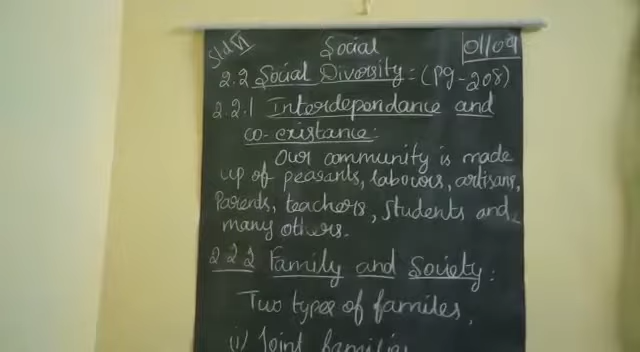 Std VI
Social
01/09
2.2 Social Diversity: (pg-208)
2.2.1 Interdependance and
co-existance:
Our community is made
up of peasants, labours, artisans,
Parents, teachers, students and
many others.
2.2.2 Family and Society:
Two types of familes,
(i) Joint families